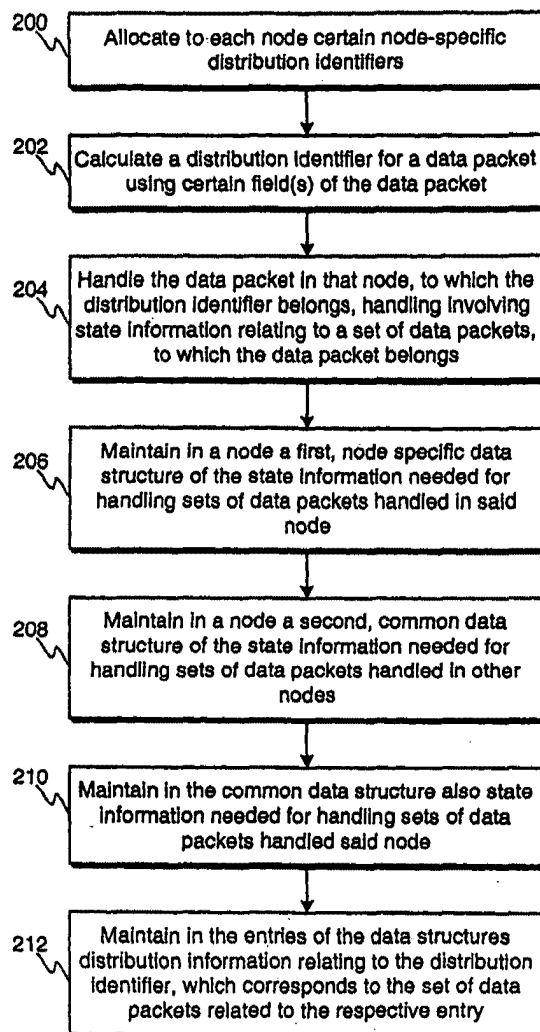 200
Allocate to each node certain node-specific
distribution identifiers
202
Calculate a distribution identifier for a data packet
using certain field(s) of the data packet
204
Handle the data packet in that node, to which the
distribution identifier belongs, handling involving
state information relating to a set of data packets,
to which the data packet belongs
206
Maintain in a node a first, node specific data
structure of the state information needed for
handling sets of data packets handled in said
node
208
Maintain in a node a second, common data
structure of the state information needed for
handling sets of data packets handled in other
nodes
210
Maintain in the common data structure also state
information needed for handling sets of data
packets handled said node
212
Maintain in the entries of the data structures
distribution information relating to the distribution
identifier, which corresponds to the set of data
packets related to the respective entry